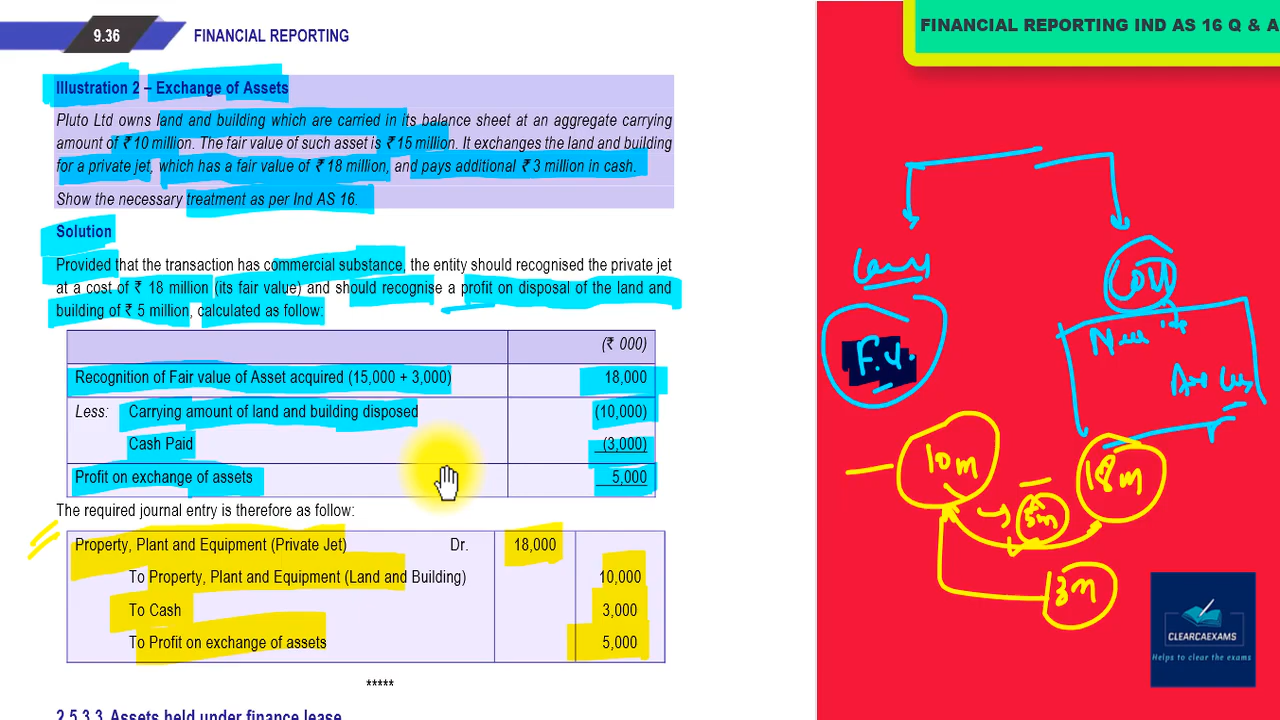 9.36 FINANCIAL REPORTING
Illustration 2 – Exchange of Assets
Pluto Ltd owns land and building which are carried in its balance sheet at an aggregate carrying
amount of ₹ 10 million. The fair value of such asset is ₹ 15 million. It exchanges the land and building
for a private jet, which has a fair value of ₹ 18 million, and pays additional ₹ 3 million in cash.
Show the necessary treatment as per Ind AS 16.
Solution
Provided that the transaction has commercial substance, the entity should recognised the private jet
at a cost of ₹ 18 million (its fair value) and should recognise a profit on disposal of the land and
building of ₹ 5 million, calculated as follow:
(₹ 000)
Recognition of Fair value of Asset acquired (15,000 + 3,000) 18,000
Less: Carrying amount of land and building disposed (10,000)
Cash Paid (3,000)
Profit on exchange of assets 5,000
The required journal entry is therefore as follow:
Property, Plant and Equipment (Private Jet) Dr. 18,000
To Property, Plant and Equipment (Land and Building) 10,000
To Cash 3,000
To Profit on exchange of assets 5,000
*****
2.5.3.3 Assets held under finance lease
FINANCIAL REPORTING IND AS 16 Q & A
F.V.
10m
18m
5m
CLEARCAEXAMS
Helps to clear the exams